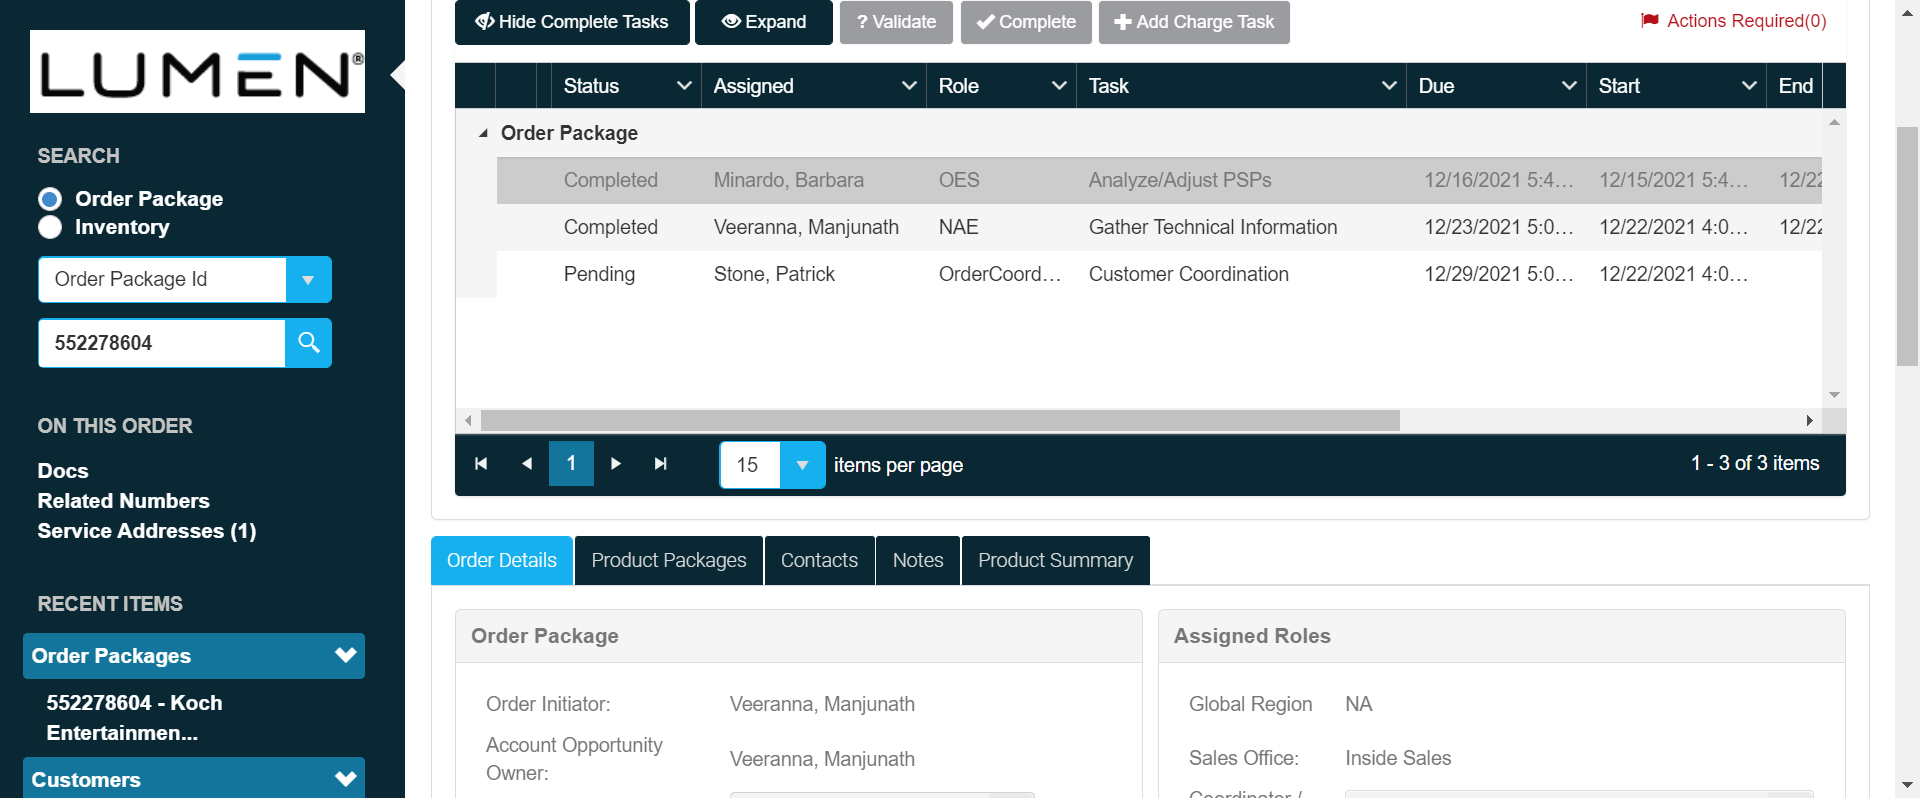 Hide Complete Tasks
Expand
? Validate
Complete
Add Charge Task
Actions Required(0)
LUMEN®
SEARCH
Order Package
Inventory
Order Package Id
552278604
ON THIS ORDER
Docs
Related Numbers
Service Addresses (1)
RECENT ITEMS
Order Packages
552278604 - Koch
Entertainmen...
Customers
Status Assigned Role Task Due Start End
Order Package
Completed Minardo, Barbara OES Analyze/Adjust PSPs 12/16/2021 5:4... 12/15/2021 5:4... 12/22
Completed Veeranna, Manjunath NAE Gather Technical Information 12/23/2021 5:0... 12/22/2021 4:0... 12/22
Pending Stone, Patrick OrderCoord... Customer Coordination 12/29/2021 5:0... 12/22/2021 4:0...
1
15 items per page
1 - 3 of 3 items
Order Details
Product Packages
Contacts
Notes
Product Summary
Order Package
Order Initiator: Veeranna, Manjunath
Account Opportunity
Owner: Veeranna, Manjunath
Assigned Roles
Global Region NA
Sales Office: Inside Sales
Coordinator /